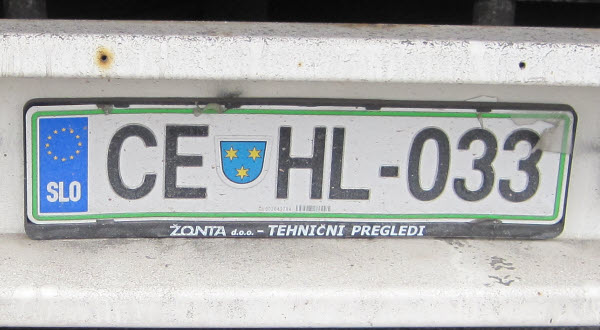 SLO CE HL-033
ŽONTA d.o.o. - TEHNIČNI PREGLEDI